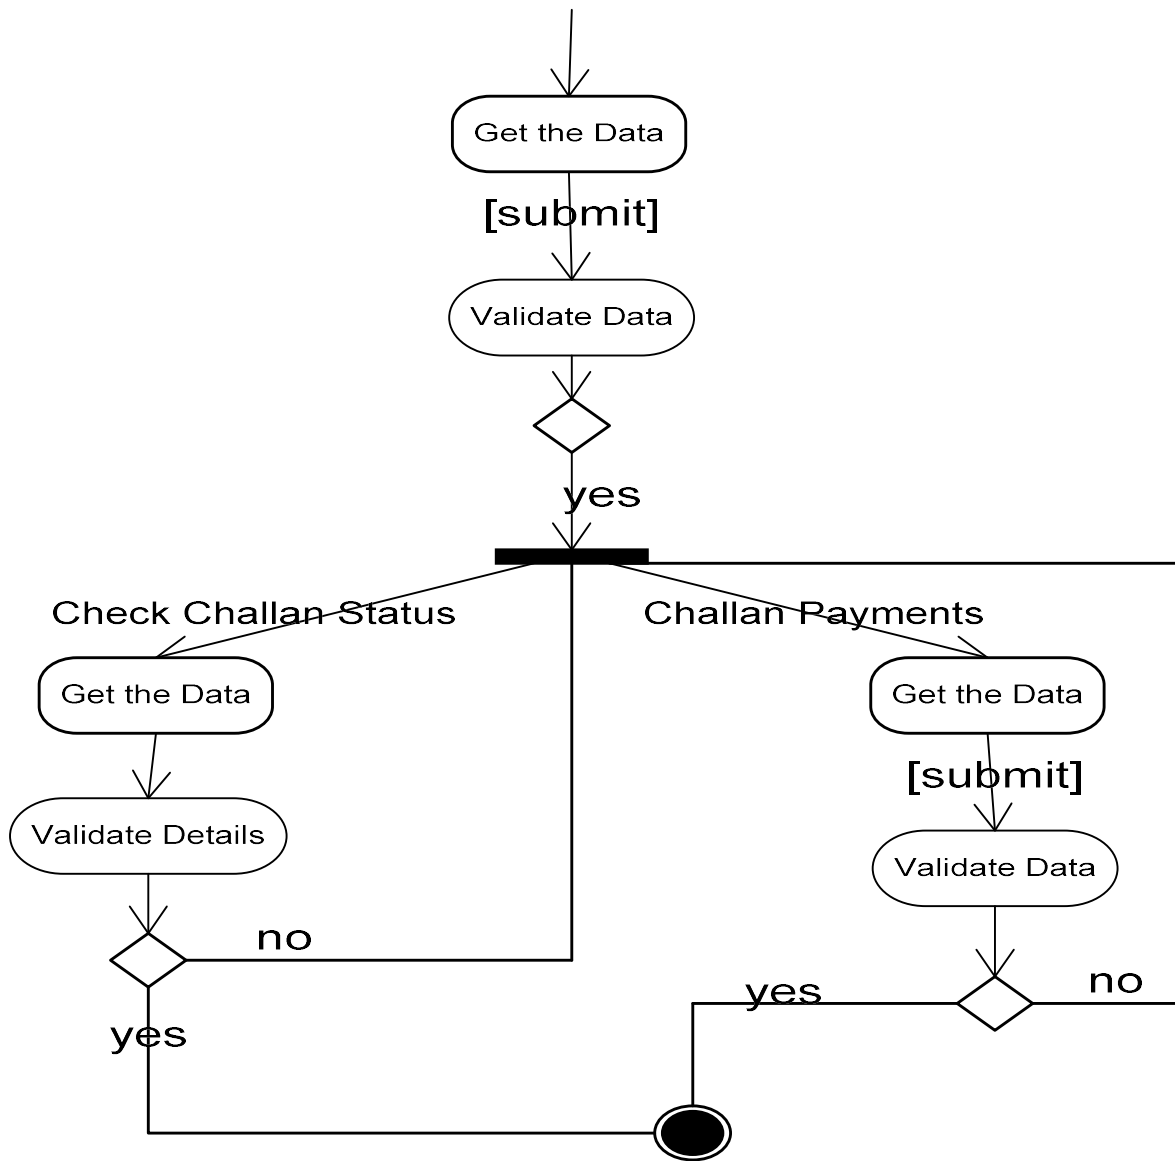 Get the Data
[submit]
Validate Data
yes
Check Challan Status
Challan Payments
Get the Data
Get the Data
[submit]
Validate Details
Validate Data
no
no
yes
yes